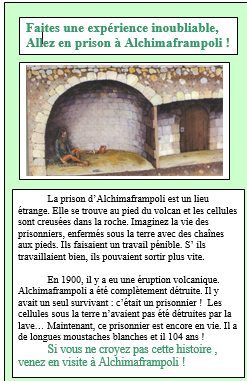 Faites une expérience inoubliable,
Allez en prison à Alchimaframpoli !
La prison d'Alchimaframpoli est un lieu
étrange. Elle se trouve au pied du volcan et les cellules
sont creusées dans la roche. Imaginez la vie des
prisonniers, enfermés sous la terre avec des chaînes
aux pieds. Ils faisaient un travail pénible. S' ils
travaillaient bien, ils pouvaient sortir plus vite.
En 1900, il y a eu une éruption volcanique.
Alchimaframpoli a été complètement détruite. Il y
avait un seul survivant : c'était un prisonnier ! Les
cellules sous la terre n'avaient pas été détruites par la
lave… Maintenant, ce prisonnier est encore en vie. Il a
de longues moustaches blanches et il 104 ans !
Si vous ne croyez pas cette histoire ,
venez en visite à Alchimaframpoli !